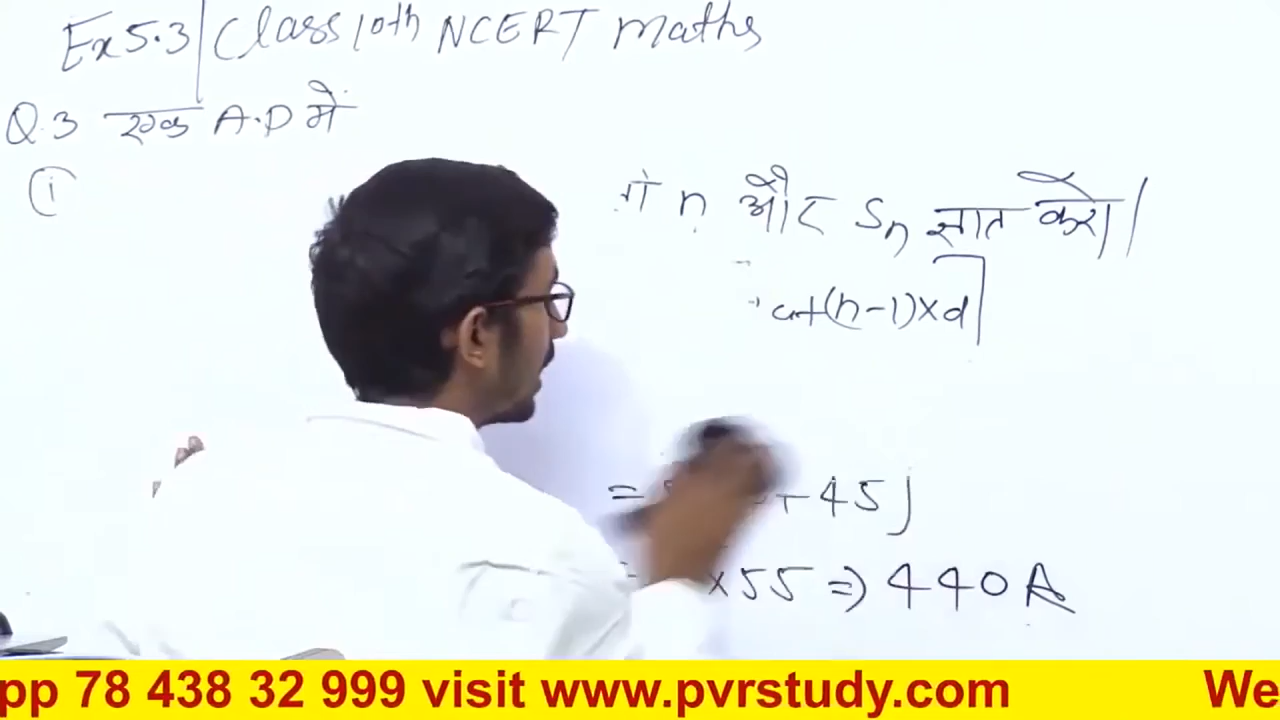 Ex 5.3 | Class 10th NCERT maths
Q.3 एक A.P में
(i)
n और Sn ज्ञात करो।
a+(n-1)×d]
= + 45]
×55 => 440 A
pp 78 438 32 999 visit www.pvrstudy.com We